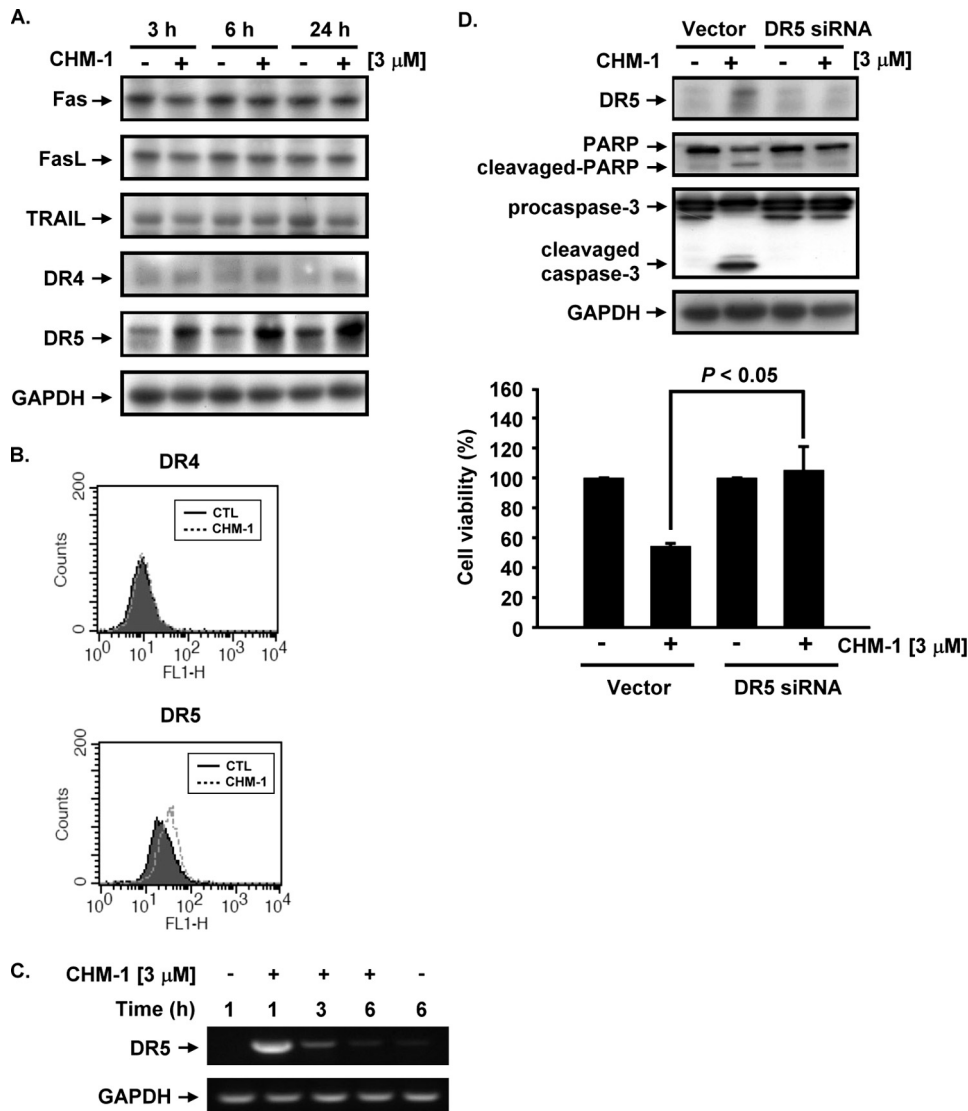 A.
3 h 6 h 24 h
CHM-1 - + - + - + [3 μM]
Fas
FasL
TRAIL
DR4
DR5
GAPDH
B.
DR4
200
Counts
0
CTL
CHM-1
10^0 10^1 10^2 10^3 10^4
FL1-H
DR5
200
Counts
0
CTL
CHM-1
10^0 10^1 10^2 10^3 10^4
FL1-H
C.
CHM-1 [3 μM] - + + + -
Time (h) 1 1 3 6 6
DR5
GAPDH
D.
Vector DR5 siRNA
CHM-1 - + - + [3 μM]
DR5
PARP
cleavaged-PARP
procaspase-3
cleavaged
caspase-3
GAPDH
Cell viability (%)
160
140
120
100
80
60
40
20
0
P < 0.05
- + - + CHM-1 [3 μM]
Vector DR5 siRNA